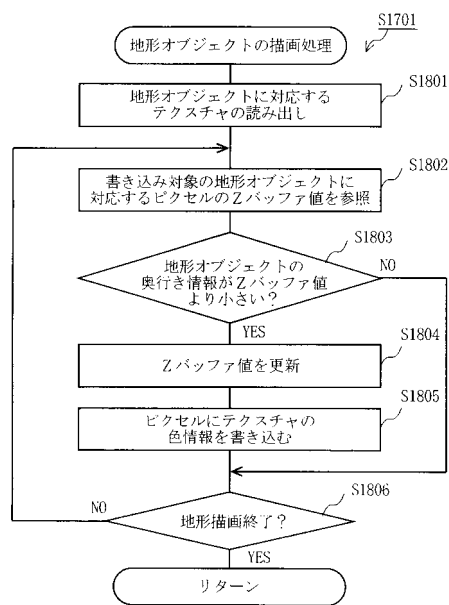 S1701
地形オブジェクトの描画処理
S1801
地形オブジェクトに対応する
テクスチャの読み出し
S1802
書き込み対象の地形オブジェクトに
対応するピクセルのZバッファ値を参照
S1803
地形オブジェクトの
奥行き情報がZバッファ値
より小さい?
NO
YES
S1804
Zバッファ値を更新
S1805
ピクセルにテクスチャの
色情報を書き込む
S1806
NO
地形描画終了?
YES
リターン